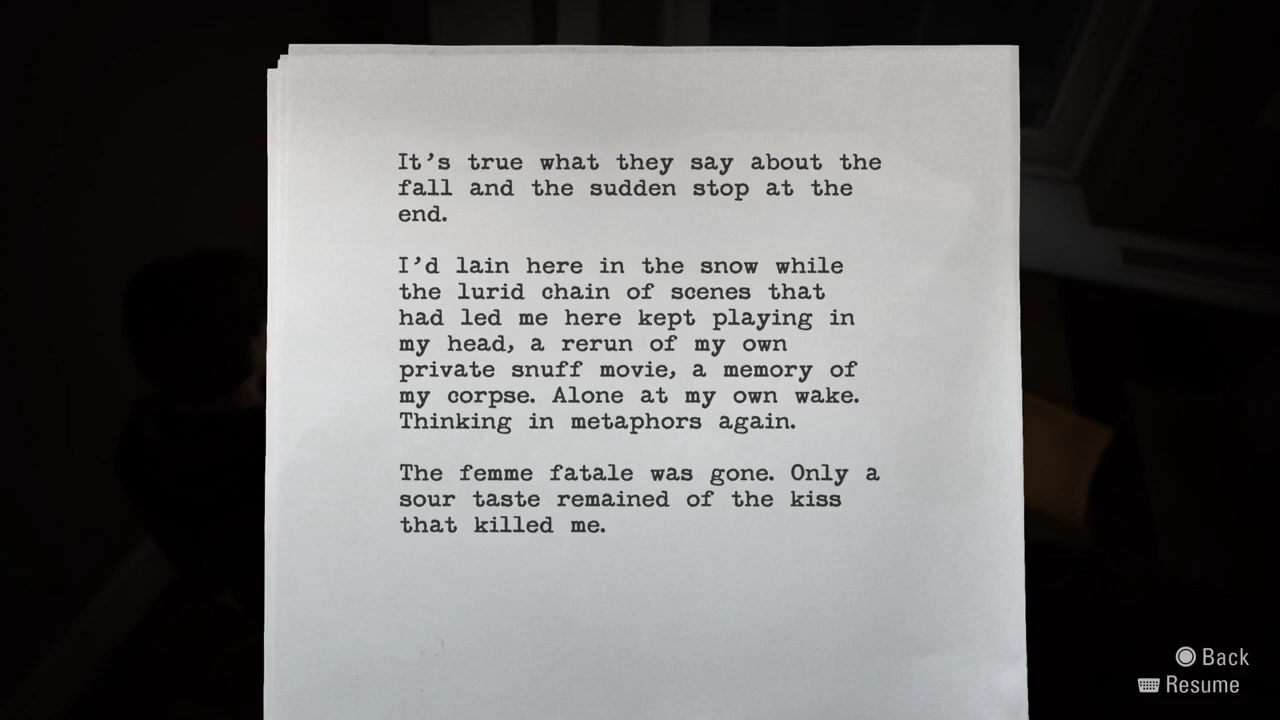 It's true what they say about the
fall and the sudden stop at the
end.
I'd lain here in the snow while
the lurid chain of scenes that
had led me here kept playing in
my head, a rerun of my own
private snuff movie, a memory of
my corpse. Alone at my own wake.
Thinking in metaphors again.
The femme fatale was gone. Only a
sour taste remained of the kiss
that killed me.
Back
Resume